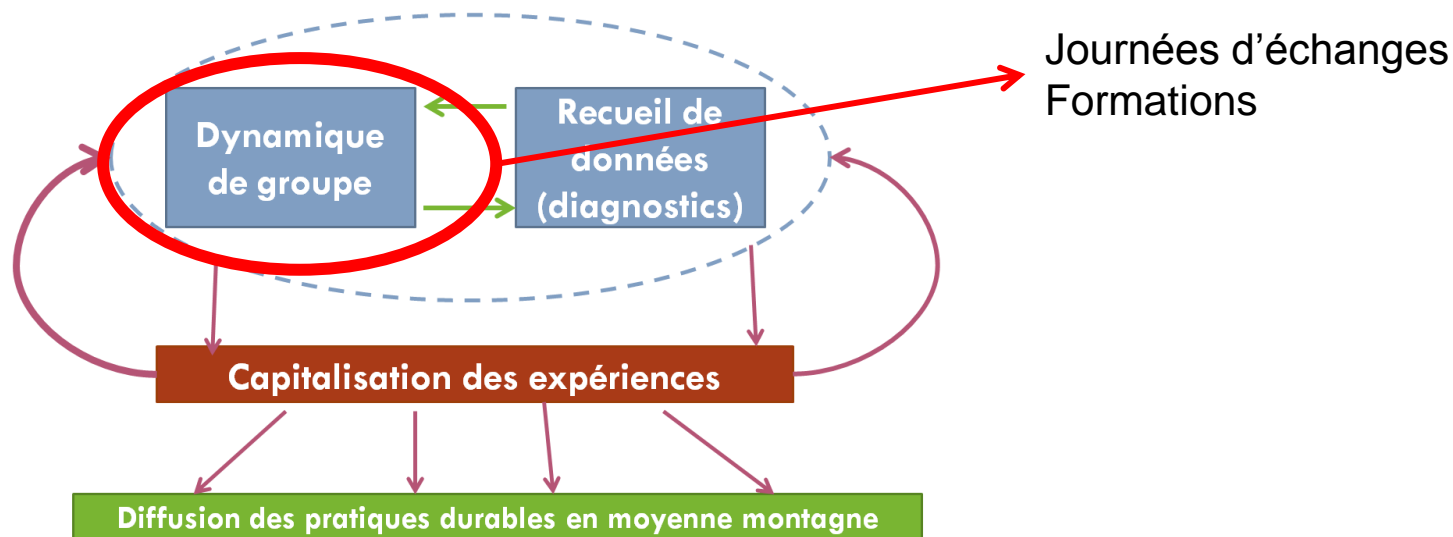 Journées d’échanges
Formations
Dynamique
de groupe
Recueil de
données
(diagnostics)
Capitalisation des expériences
Diffusion des pratiques durables en moyenne montagne